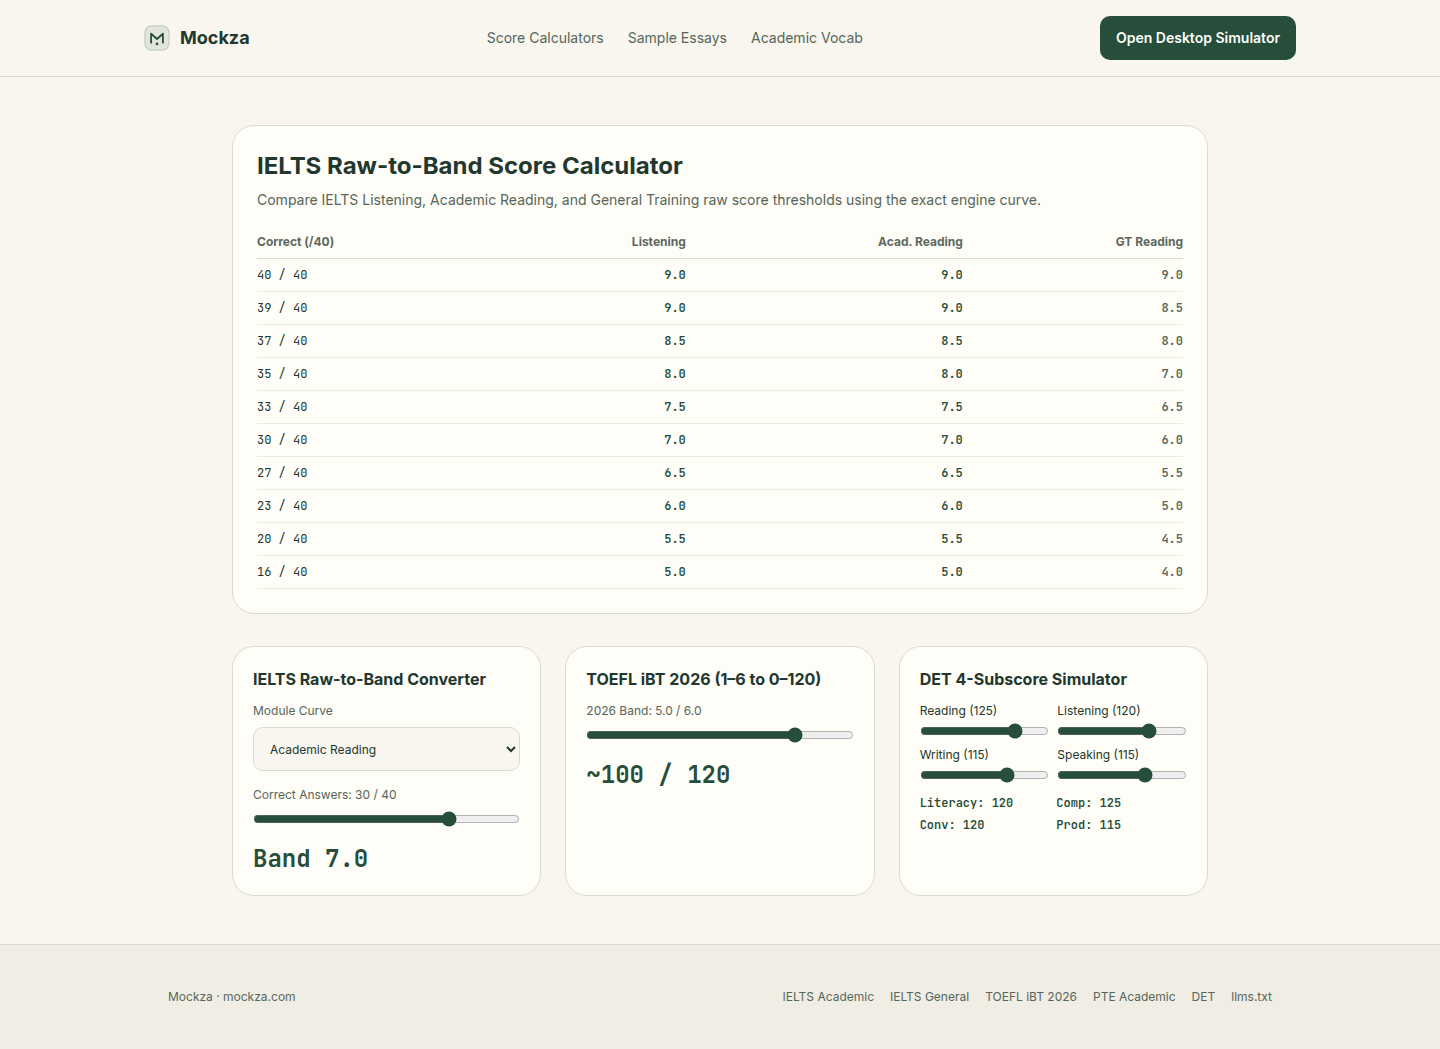 Mockza
Score Calculators Sample Essays Academic Vocab
Open Desktop Simulator
IELTS Raw-to-Band Score Calculator
Compare IELTS Listening, Academic Reading, and General Training raw score thresholds using the exact engine curve.
Correct (/40) Listening Acad. Reading GT Reading
40 / 40 9.0 9.0 9.0
39 / 40 9.0 9.0 8.5
37 / 40 8.5 8.5 8.0
35 / 40 8.0 8.0 7.0
33 / 40 7.5 7.5 6.5
30 / 40 7.0 7.0 6.0
27 / 40 6.5 6.5 5.5
23 / 40 6.0 6.0 5.0
20 / 40 5.5 5.5 4.5
16 / 40 5.0 5.0 4.0
IELTS Raw-to-Band Converter
Module Curve
Academic Reading
Correct Answers: 30 / 40
Band 7.0
TOEFL iBT 2026 (1–6 to 0–120)
2026 Band: 5.0 / 6.0
~100 / 120
DET 4-Subscore Simulator
Reading (125) Listening (120)
Writing (115) Speaking (115)
Literacy: 120 Comp: 125
Conv: 120 Prod: 115
Mockza · mockza.com
IELTS Academic IELTS General TOEFL iBT 2026 PTE Academic DET llms.txt